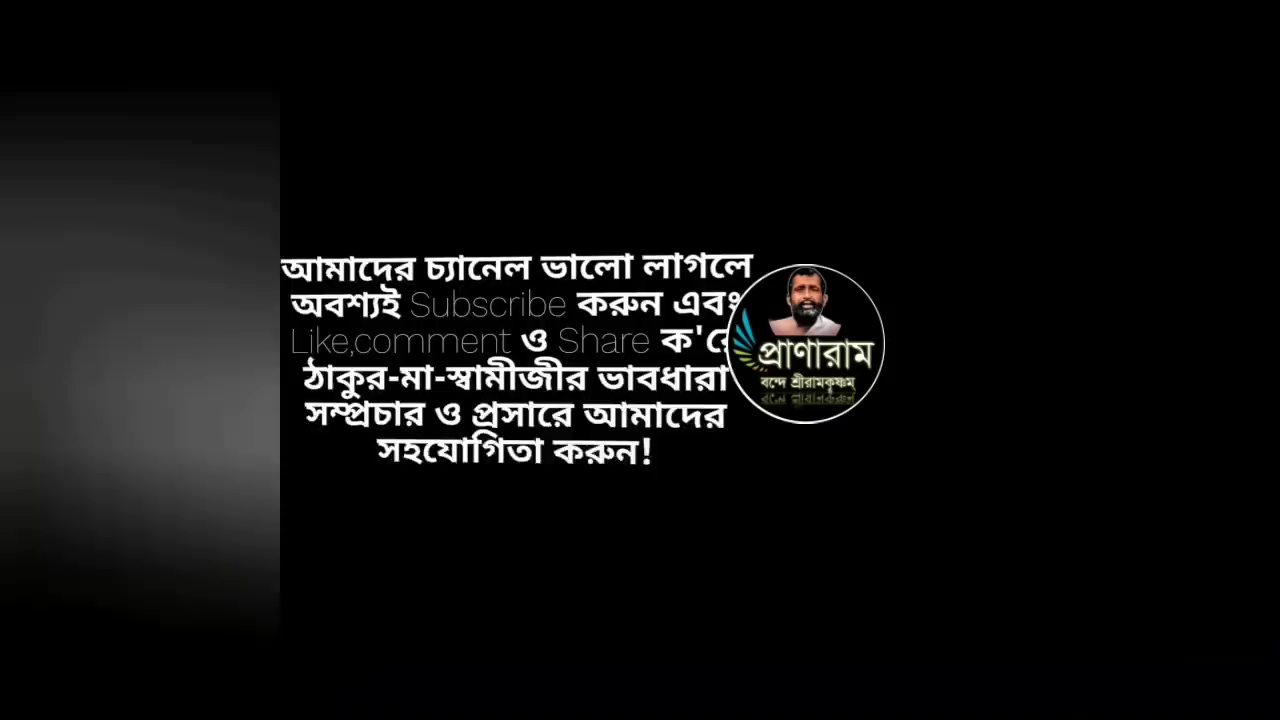 আমাদের চ্যানেল ভালো লাগলে
অবশ্যই Subscribe করুন এবং
Like,comment ও Share ক'রে
ঠাকুর-মা-স্বামীজীর ভাবধারা
সম্প্রচার ও প্রসারে আমাদের
সহযোগিতা করুন!
প্রাণারাম
বন্দে শ্রীরামকৃষ্ণম্